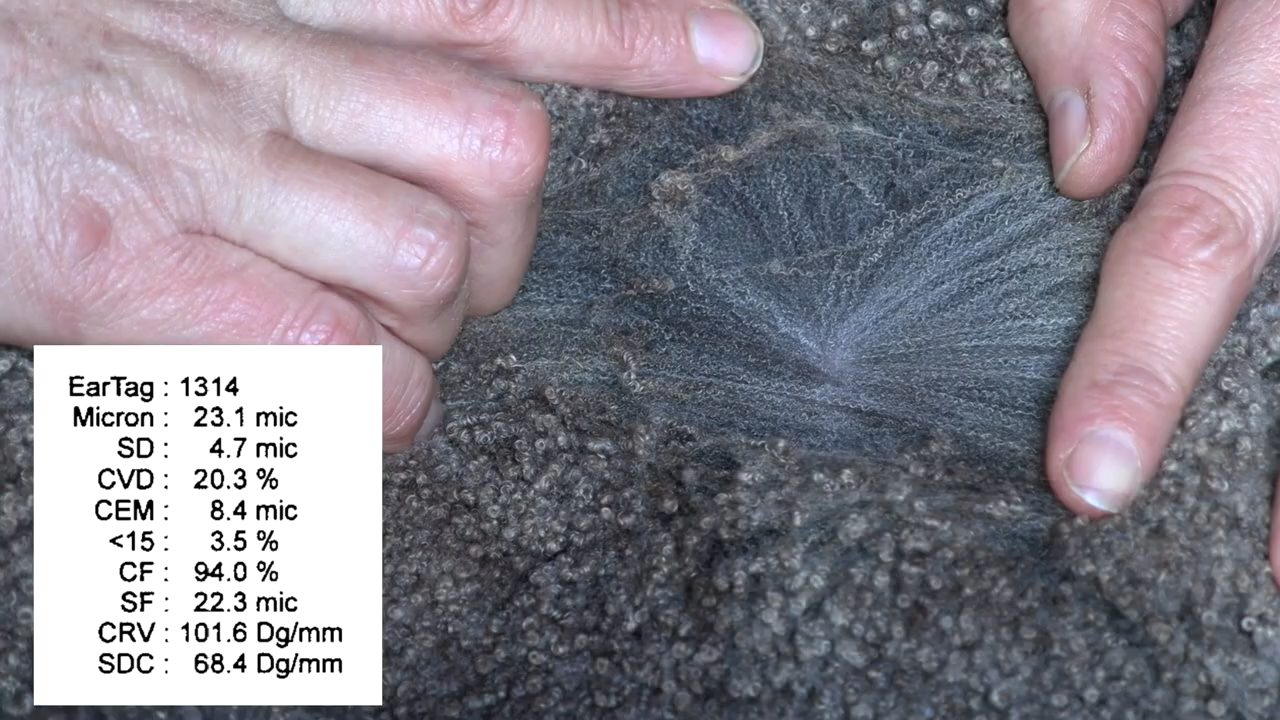 EarTag : 1314
Micron : 23.1 mic
SD : 4.7 mic
CVD : 20.3 %
CEM : 8.4 mic
<15 : 3.5 %
CF : 94.0 %
SF : 22.3 mic
CRV : 101.6 Dg/mm
SDC : 68.4 Dg/mm